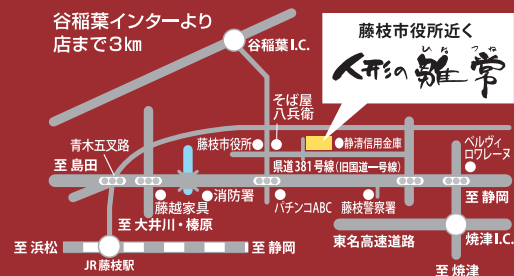 谷稲葉インターより
店まで3㎞
谷稲葉I.C.
藤枝市役所近く
ひな つね
人形の雛常
そば屋
八兵衛
青木五叉路
藤枝市役所
静清信用金庫
ベルヴィ
ロワレーヌ
至島田
県道381号線(旧国道一号線)
至静岡
藤越家具
消防署
パチンコABC
藤枝警察署
至大井川・榛原
東名高速道路
焼津I.C.
至浜松
至静岡
JR藤枝駅
至焼津